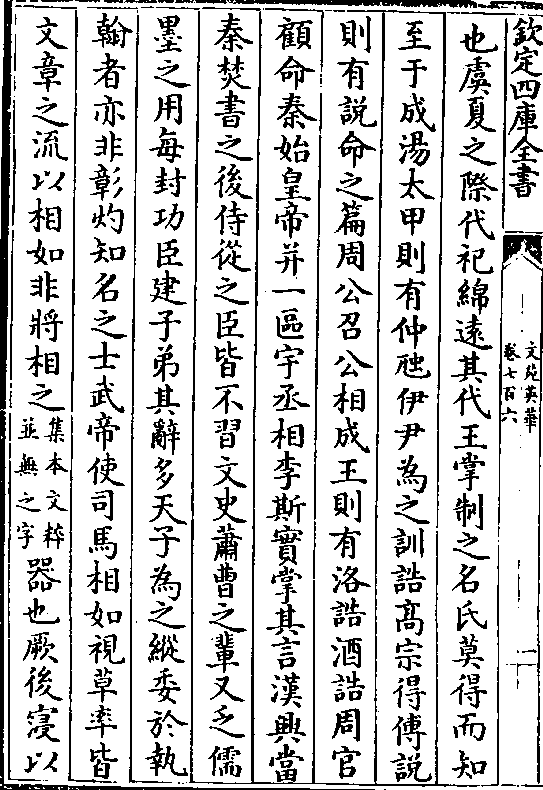 欽定四庫全書
文苑英華
卷七百六
二
也虞夏之際代祀綿遠其代王掌制之名氏莫得而知
至于成湯太甲則有仲虺伊尹為之訓誥髙宗得傅說
則有說命之篇周公召公相成王則有洛誥酒誥周官
顧命秦始皇帝并一區宇丞相李斯實掌其言漢興當
秦焚書之後侍從之臣皆不習文史蕭曹之輩又乏儒
墨之用每封功臣建子弟其辭多天子為之縱委於執
翰者亦非彰灼知名之士武帝使司馬相如視草率皆
文章之流以相如非將相之集本文粹並無之字器也厥後寖以